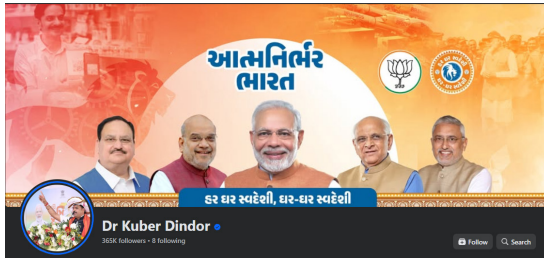 આત્મનિર્ભર
ભારત
હર ઘર સ્વદેશી, ઘર-ઘર સ્વદેશી
Dr Kuber Dindor
365K followers • 8 following
Follow
Search